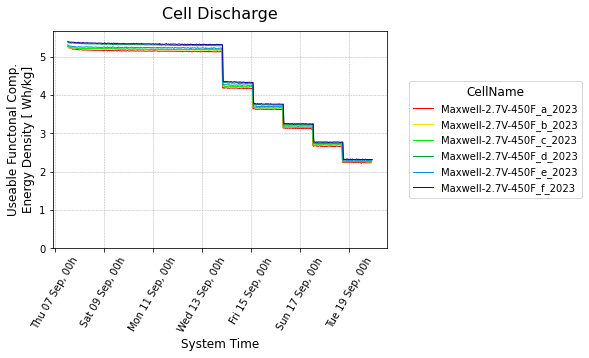 Cell Discharge
Useable Functonal Comp.
Energy Density [ Wh/kg]
5
4
3
2
1
0
Thu 07 Sep, 00h
Sat 09 Sep, 00h
Mon 11 Sep, 00h
Wed 13 Sep, 00h
Fri 15 Sep, 00h
Sun 17 Sep, 00h
Tue 19 Sep, 00h
System Time
CellName
Maxwell-2.7V-450F_a_2023
Maxwell-2.7V-450F_b_2023
Maxwell-2.7V-450F_c_2023
Maxwell-2.7V-450F_d_2023
Maxwell-2.7V-450F_e_2023
Maxwell-2.7V-450F_f_2023